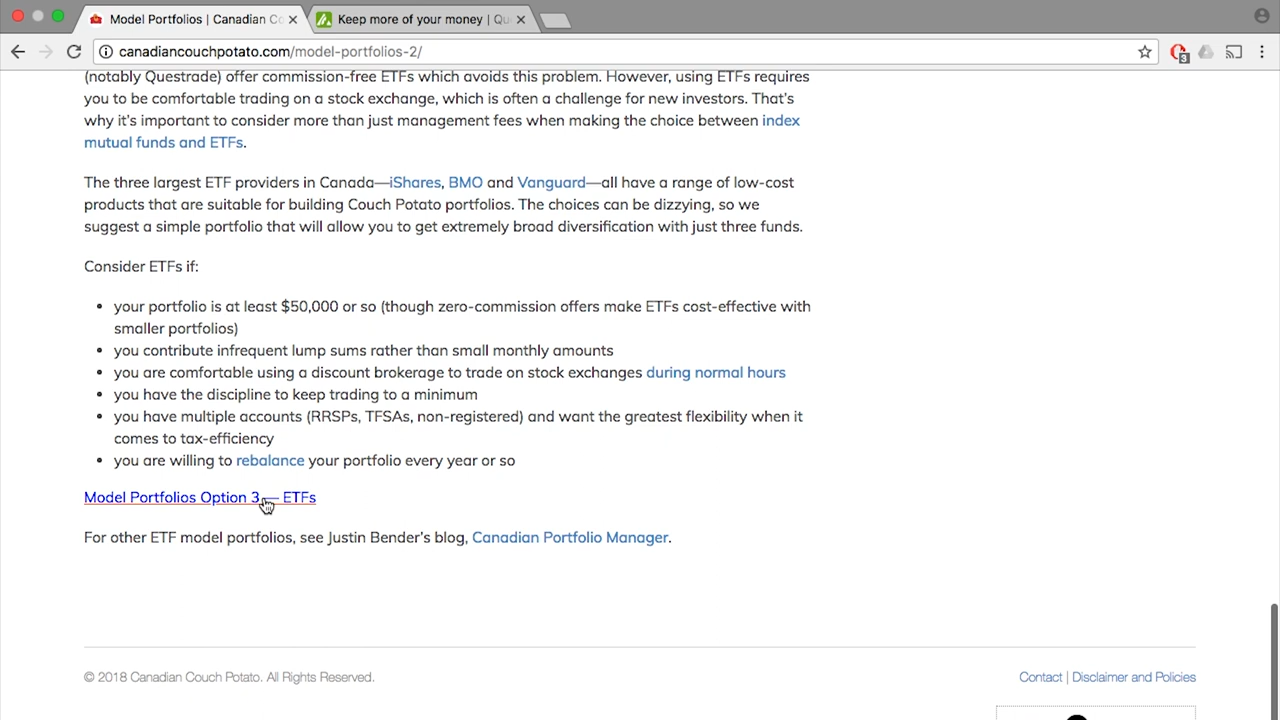 Model Portfolios | Canadian Co
Keep more of your money | Qu
canadiancouchpotato.com/model-portfolios-2/
3
(notably Questrade) offer commission-free ETFs which avoids this problem. However, using ETFs requires
you to be comfortable trading on a stock exchange, which is often a challenge for new investors. That's
why it's important to consider more than just management fees when making the choice between index
mutual funds and ETFs.
The three largest ETF providers in Canada—iShares, BMO and Vanguard—all have a range of low-cost
products that are suitable for building Couch Potato portfolios. The choices can be dizzying, so we
suggest a simple portfolio that will allow you to get extremely broad diversification with just three funds.
Consider ETFs if:
• your portfolio is at least $50,000 or so (though zero-commission offers make ETFs cost-effective with
smaller portfolios)
• you contribute infrequent lump sums rather than small monthly amounts
• you are comfortable using a discount brokerage to trade on stock exchanges during normal hours
• you have the discipline to keep trading to a minimum
• you have multiple accounts (RRSPs, TFSAs, non-registered) and want the greatest flexibility when it
comes to tax-efficiency
• you are willing to rebalance your portfolio every year or so
Model Portfolios Option 3 — ETFs
For other ETF model portfolios, see Justin Bender's blog, Canadian Portfolio Manager.
© 2018 Canadian Couch Potato. All Rights Reserved.
Contact | Disclaimer and Policies